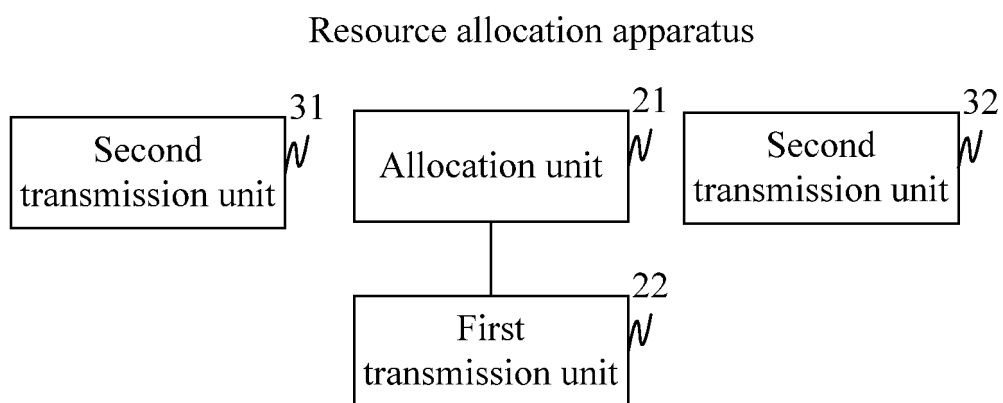 Resource allocation apparatus
31
Second
transmission unit
21
Allocation unit
32
Second
transmission unit
22
First
transmission unit